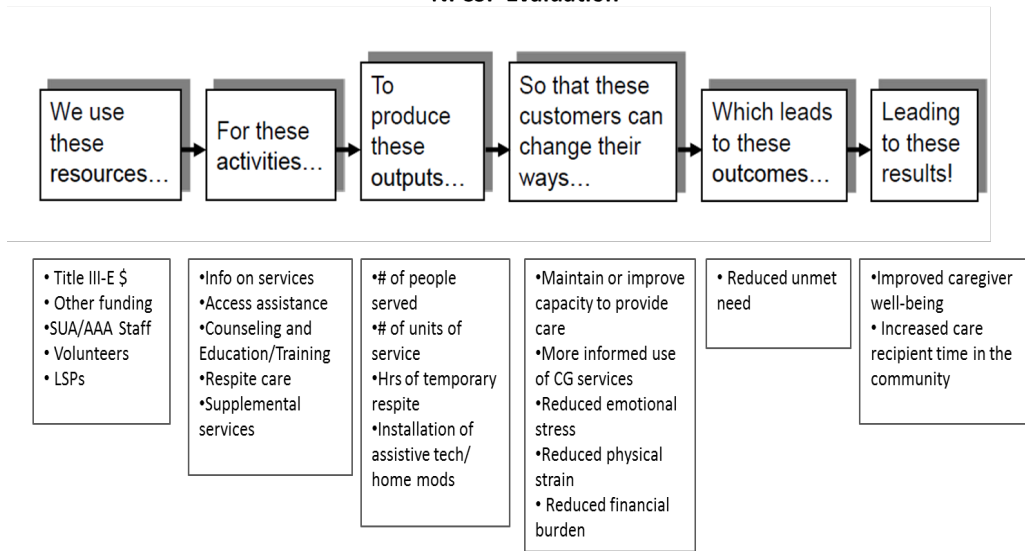 Evaluation
We use
these
resources…
For these
activities…
To
produce
these
outputs…
So that these
customers can
change their
ways…
Which leads
to these
outcomes…
Leading
to these
results!
• Title III-E $
• Other funding
•SUA/AAA Staff
• Volunteers
• LSPs
•Info on services
•Access assistance
•Counseling and
Education/Training
•Respite care
•Supplemental
services
•# of people
served
•# of units of
service
•Hrs of temporary
respite
•Installation of
assistive tech/
home mods
•Maintain or improve
capacity to provide
care
•More informed use
of CG services
•Reduced emotional
stress
•Reduced physical
strain
• Reduced financial
burden
• Reduced unmet
need
•Improved caregiver
well-being
• Increased care
recipient time in the
community